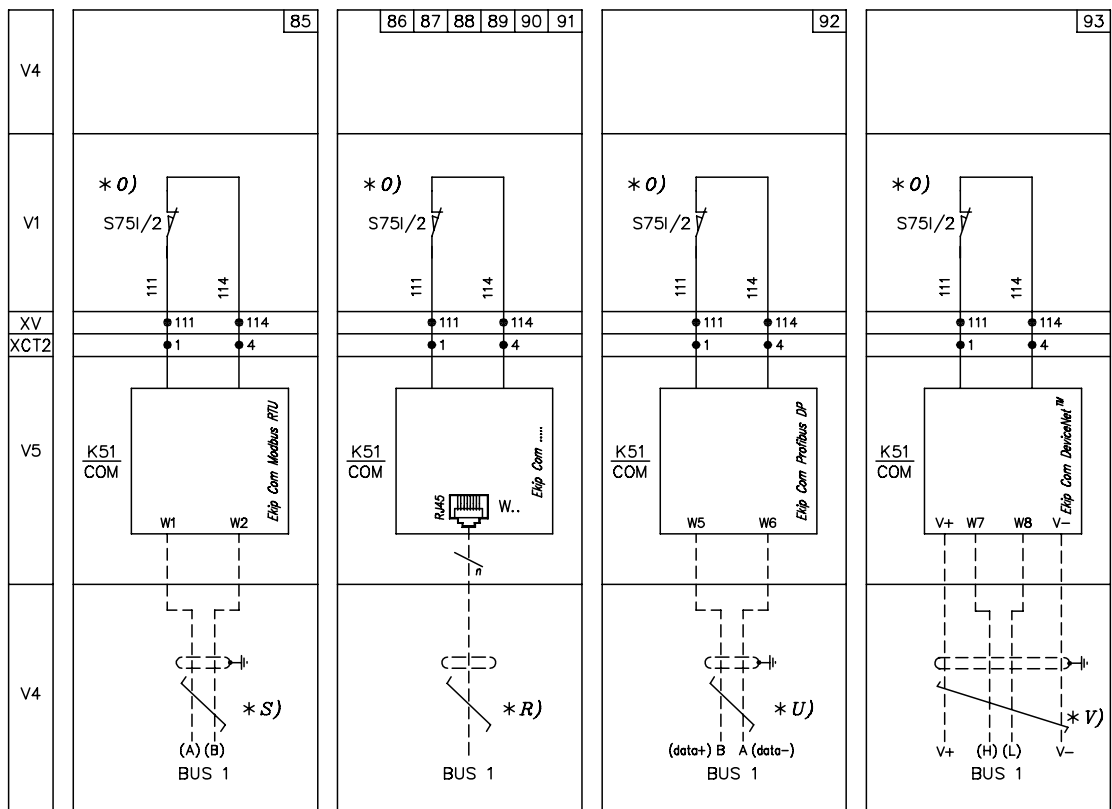 85
86 87 88 89 90 91
92
93
V4
V1
XV
XCT2
V5
V4
*O)
S75I/2
111
114
111
114
1
4
K51
COM
Ekip Com Modbus RTU
W1
W2
*S)
(A) (B)
BUS 1
*O)
S75I/2
111
114
111
114
1
4
K51
COM
Ekip Com .....
RJ45
W..
n
*R)
BUS 1
*O)
S75I/2
111
114
111
114
1
4
K51
COM
Ekip Com Profibus DP
W5
W6
*U)
(data+) B A (data-)
BUS 1
*O)
S75I/2
111
114
111
114
1
4
K51
COM
Ekip Com DeviceNet™
V+ W7 W8 V-
*V)
V+ (H) (L) V-
BUS 1